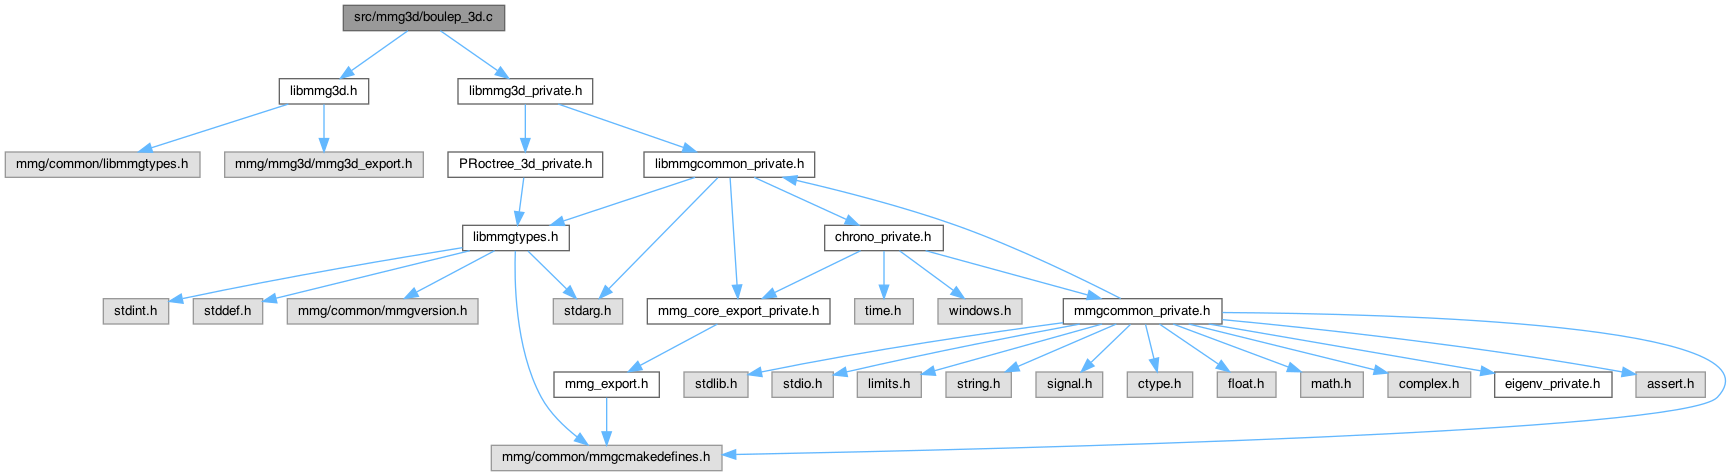 src/mmg3d/boulep_3d.c
libmmg3d.h
libmmg3d_private.h
mmg/common/libmmgtypes.h
mmg/mmg3d/mmg3d_export.h
PRoctree_3d_private.h
libmmgcommon_private.h
libmmgtypes.h
chrono_private.h
stdint.h
stddef.h
mmg/common/mmgversion.h
stdarg.h
mmg_core_export_private.h
time.h
windows.h
mmgcommon_private.h
mmg_export.h
stdlib.h
stdio.h
limits.h
string.h
signal.h
ctype.h
float.h
math.h
complex.h
eigenv_private.h
assert.h
mmg/common/mmgcmakedefines.h